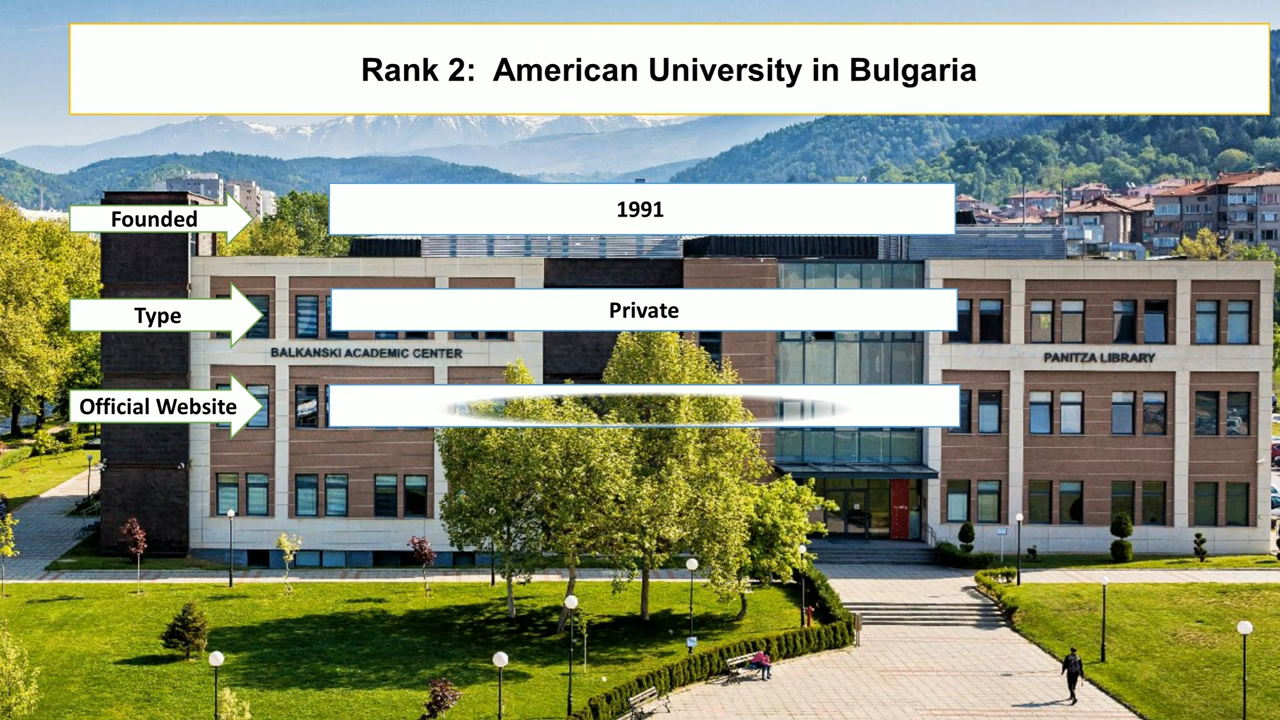 Rank 2:  American University in Bulgaria
Founded
1991
Type
Private
BALKANSKI ACADEMIC CENTER
PANITZA LIBRARY
Official Website